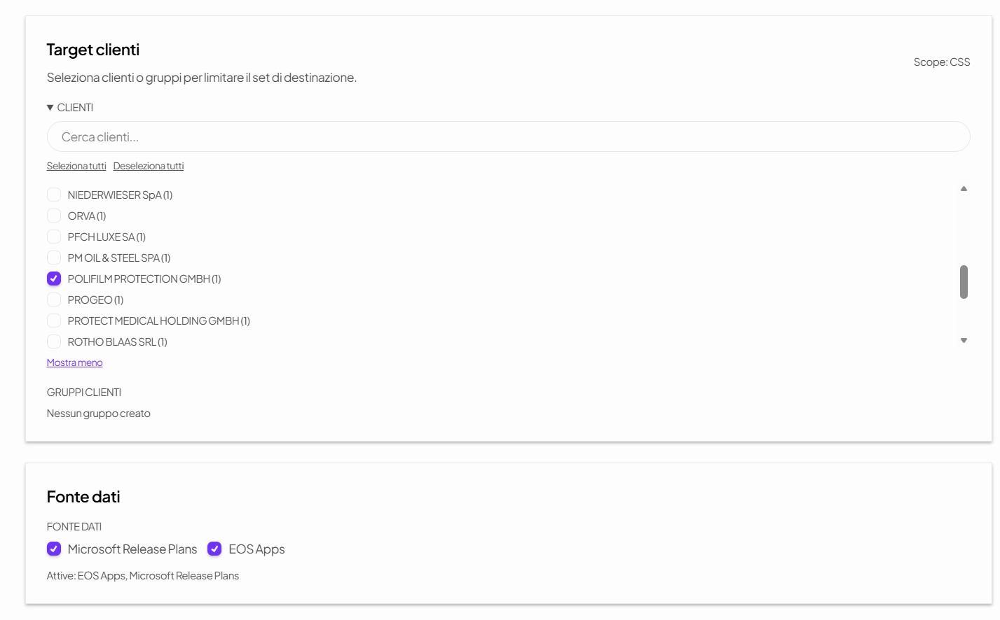 Target clienti
Scope: CSS
Seleziona clienti o gruppi per limitare il set di destinazione.
▼ CLIENTI
Cerca clienti...
Seleziona tutti Deseleziona tutti
NIEDERWIESER SpA (1)
ORVA (1)
PFCH LUXE SA (1)
PM OIL & STEEL SPA (1)
POLIFILM PROTECTION GMBH (1)
PROGEO (1)
PROTECT MEDICAL HOLDING GMBH (1)
ROTHO BLAAS SRL (1)
Mostra meno
GRUPPI CLIENTI
Nessun gruppo creato
Fonte dati
FONTE DATI
Microsoft Release Plans EOS Apps
Attive: EOS Apps, Microsoft Release Plans